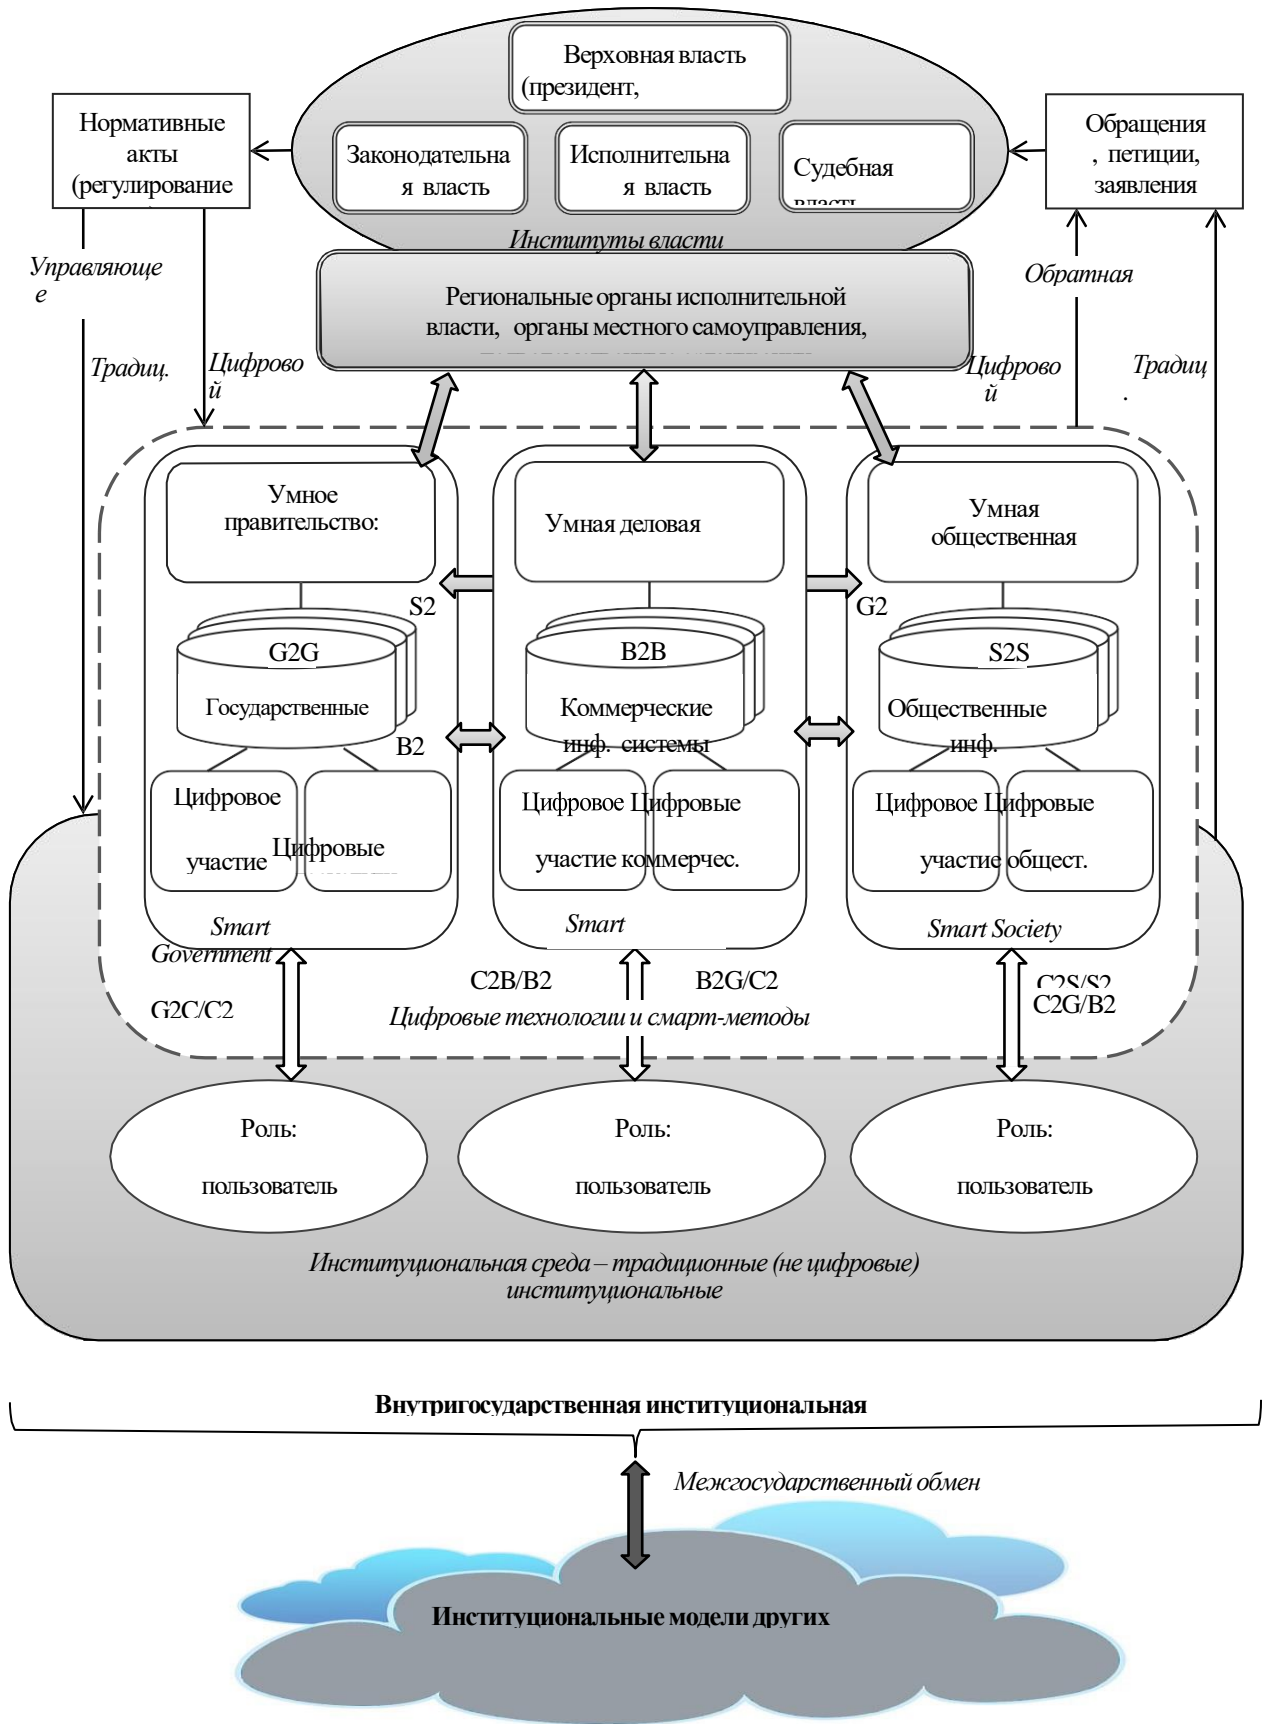 Верховная власть
(президент,
Нормативные
акты
(регулирование
Законодательна
я власть
Исполнительна
я власть
Судебная
власть
Обращения
, петиции,
заявления
Институты власти
Управляюще
е
Обратная
Региональные органы исполнительной
власти, органы местного самоуправления,
Традиц.
Цифрово
й
Цифрово
й
Традиц
.
Умное
правительство:
Умная деловая
Умная
общественная
S2
G2
G2G
Государственные
B2B
Коммерческие
инф. системы
S2S
Общественные
инф.
B2
Цифровое
участие
Цифровые
Цифровое
участие
Цифровые
коммерчес.
Цифровое
участие
Цифровые
общест.
Smart
Government
Smart
Smart Society
G2C/C2
C2B/B2
B2G/C2
C2S/S2
C2G/B2
Цифровые технологии и смарт-методы
Роль:
пользователь
Роль:
пользователь
Роль:
пользователь
Институциональная среда – традиционные (не цифровые)
институциональные
Внутригосударственная институциональная
Межгосударственный обмен
Институциональные модели других